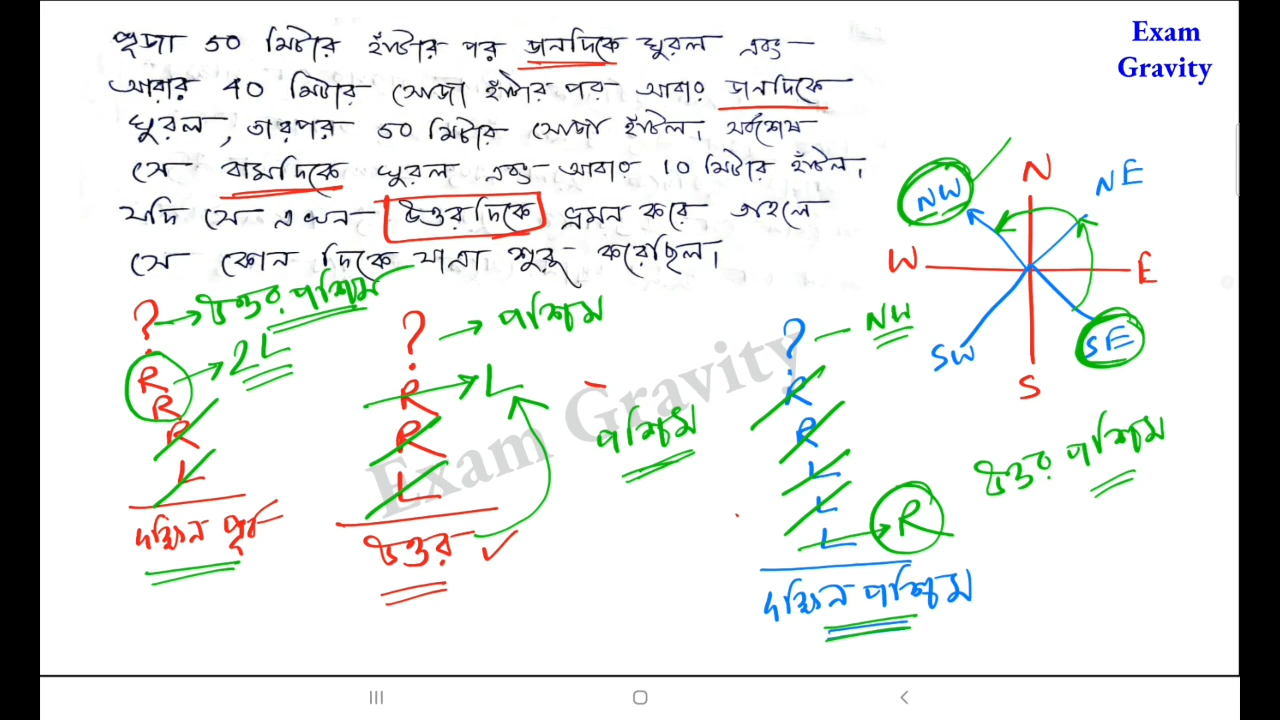 পূজা 50 মিটার হাঁটার পর ডানদিকে ঘুরল এবং
আবার 40 মিটার সোজা হাঁটার পর আবার ডানদিকে
ঘুরল, তারপর 50 মিটার সোজা হাঁটল। সর্বশেষ
সে বামদিকে ঘুরল এবং আবার 10 মিটার হাঁটল,
যদি সে এখন উত্তরদিকে ভ্রমন করে তাহলে
সে কোন দিকে যাত্রা শুরু করেছিল।
Exam
Gravity
N
NW
NE
W
E
SW
SE
S
? → উত্তর পশ্চিম
R → 2L
R
R
L
দক্ষিন পূর্ব
? → পশ্চিম
R → L
R
L
উত্তর ✓
পশ্চিম
? — NW
R
R
L
L
L → R
দক্ষিন পশ্চিম
উত্তর পশ্চিম
Exam Gravity